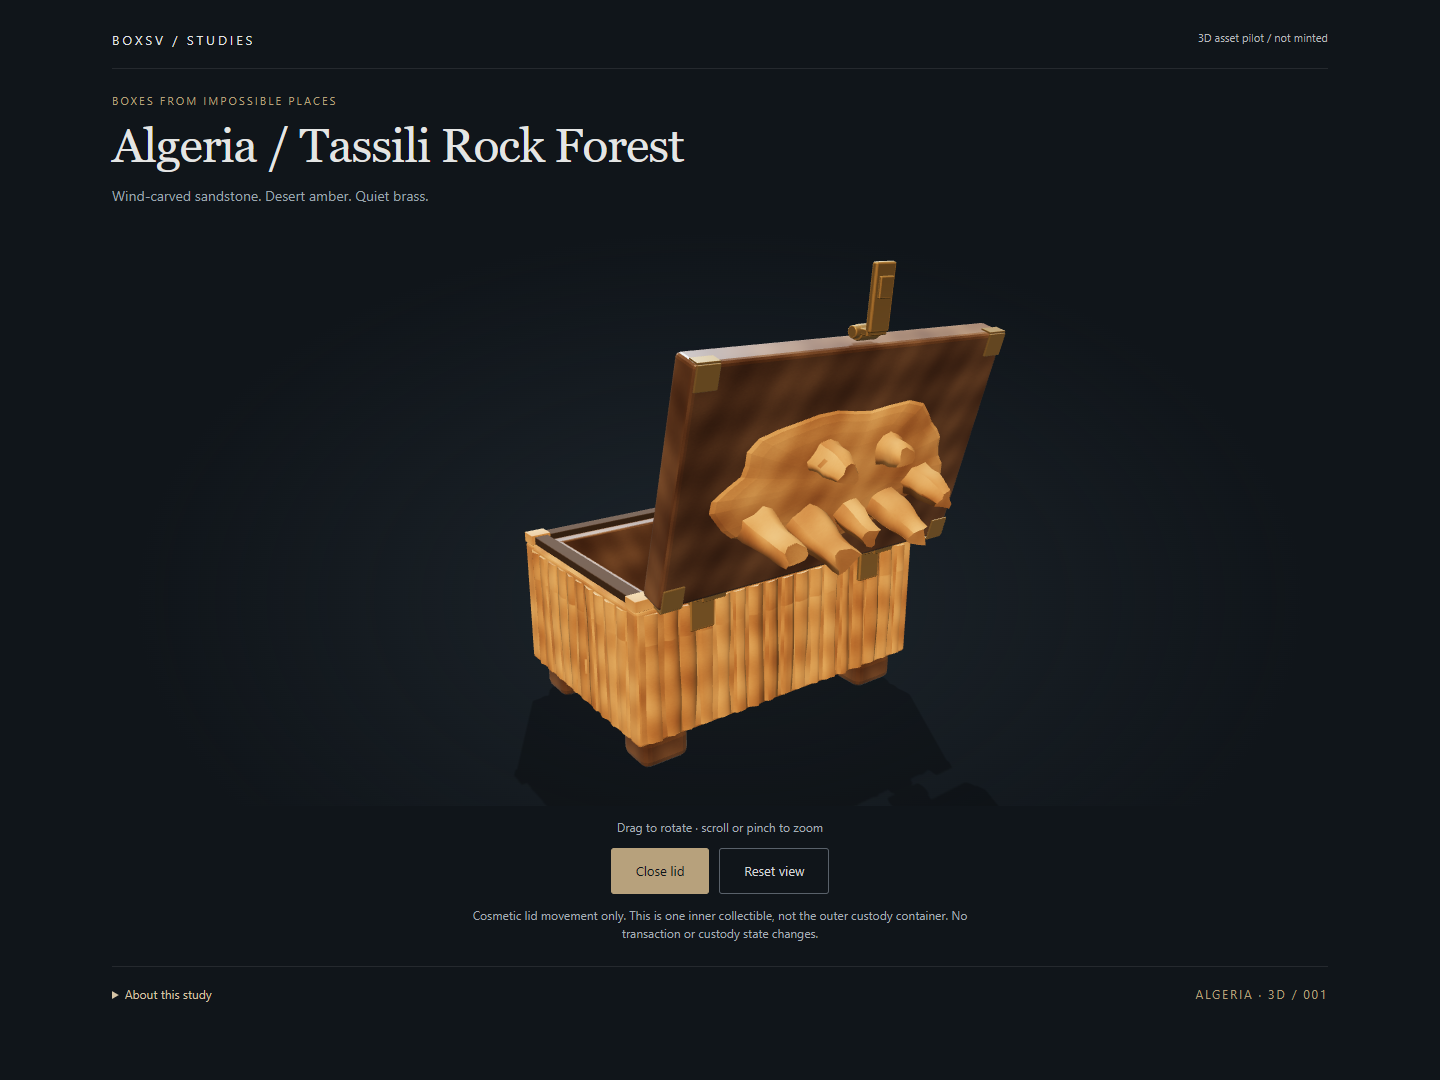 BOXSV / STUDIES
3D asset pilot / not minted
BOXES FROM IMPOSSIBLE PLACES
Algeria / Tassili Rock Forest
Wind-carved sandstone. Desert amber. Quiet brass.
Drag to rotate · scroll or pinch to zoom
Close lid
Reset view
Cosmetic lid movement only. This is one inner collectible, not the outer custody container. No
transaction or custody state changes.
About this study
ALGERIA · 3D / 001